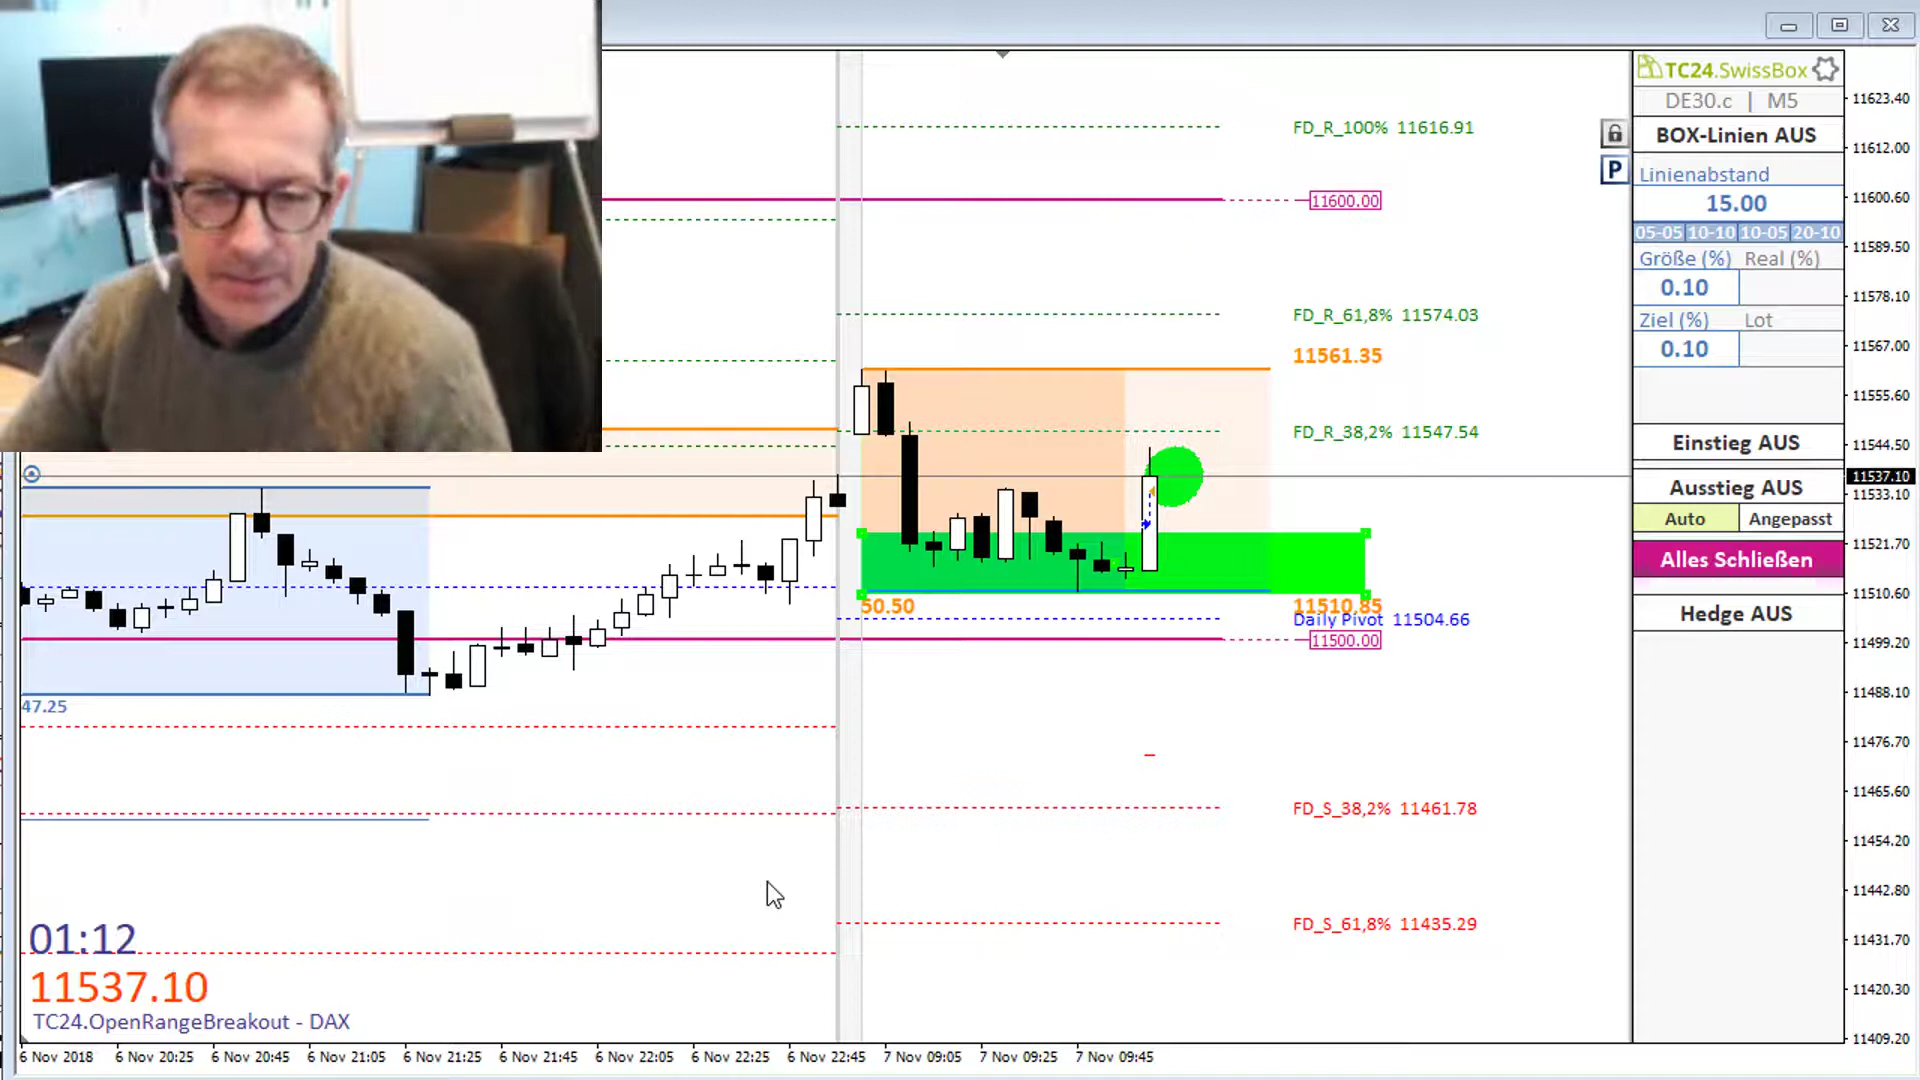 TC24.SwissBox
DE30.c | M5
BOX-Linien AUS
Linienabstand
15.00
05-05 10-10 10-05 20-10
Größe (%) Real (%)
0.10
Ziel (%) Lot
0.10
Einstieg AUS
Ausstieg AUS
Auto Angepasst
Alles Schließen
Hedge AUS
P
FD_R_100% 11616.91
11600.00
FD_R_61,8% 11574.03
11561.35
FD_R_38,2% 11547.54
50.50
11510.85
Daily Pivot 11504.66
11500.00
47.25
FD_S_38,2% 11461.78
FD_S_61,8% 11435.29
01:12
11537.10
TC24.OpenRangeBreakout - DAX
11623.40
11612.00
11600.60
11589.50
11578.10
11567.00
11555.60
11544.50
11537.10
11533.10
11521.70
11510.60
11499.20
11488.10
11476.70
11465.60
11454.20
11442.80
11431.70
11420.30
11409.20
6 Nov 2018 6 Nov 20:25 6 Nov 20:45 6 Nov 21:05 6 Nov 21:25 6 Nov 21:45 6 Nov 22:05 6 Nov 22:25 6 Nov 22:45 7 Nov 09:05 7 Nov 09:25 7 Nov 09:45